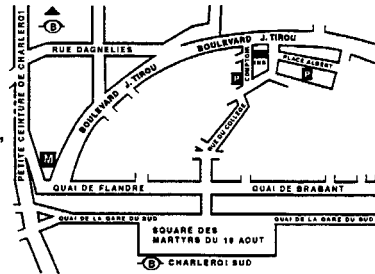 B
PETITE CEINTURE DE CHARLEROI
RUE DAGNELIES
BOULEVARD J. TIROU
BOULEVARD J. TIROU
COMPTOIR
ING
PLACE ALBERT
P
P
RUE DU COLLÈGE
M
QUAI DE FLANDRE
QUAI DE BRABANT
QUAI DE LA GARE DU SUD
QUAI DE LA GARE DU SUD
SQUARE DES
MARTYRS DU 18 AOUT
B CHARLEROI SUD